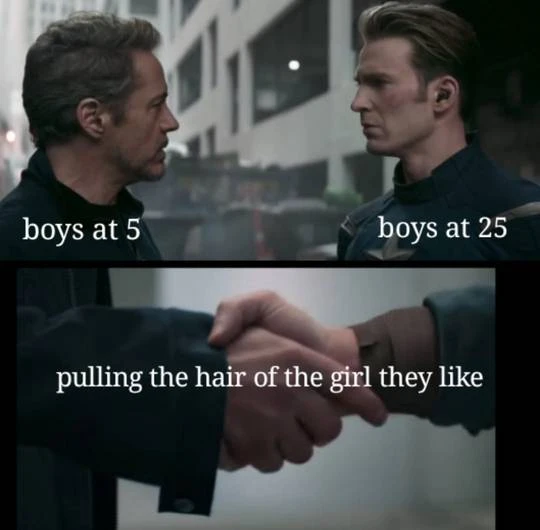 boys at 5
boys at 25
pulling the hair of the girl they like